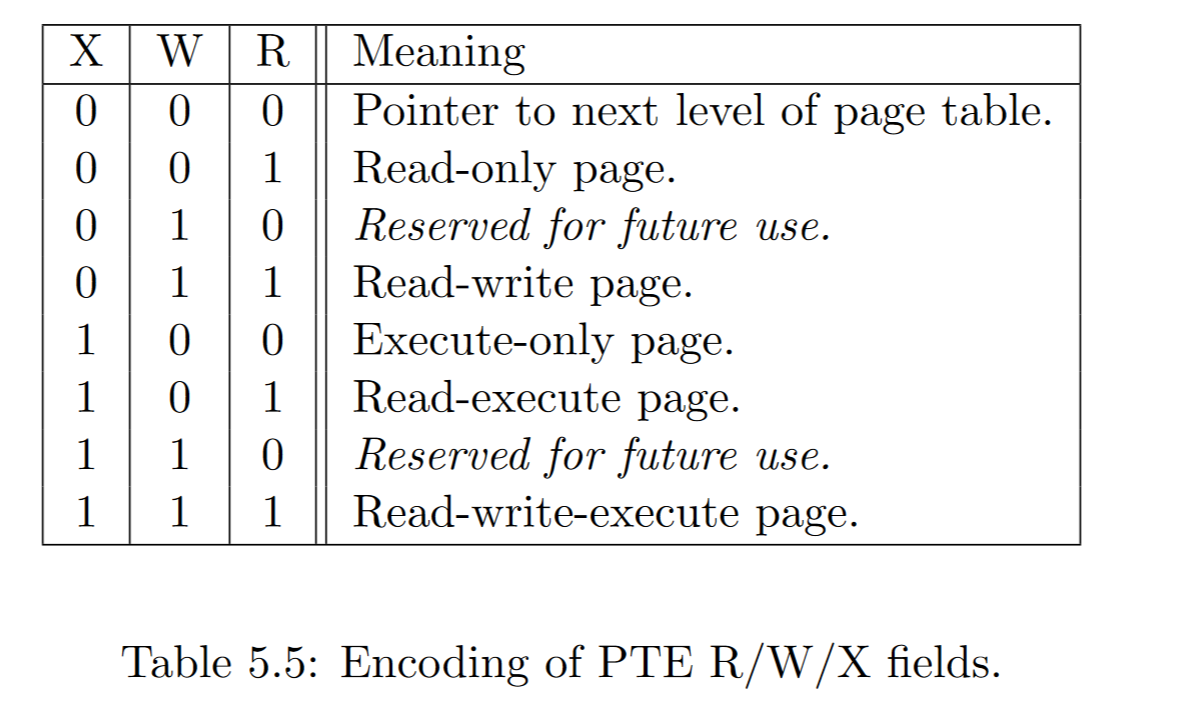 X W R Meaning
0 0 0 Pointer to next level of page table.
0 0 1 Read-only page.
0 1 0 Reserved for future use.
0 1 1 Read-write page.
1 0 0 Execute-only page.
1 0 1 Read-execute page.
1 1 0 Reserved for future use.
1 1 1 Read-write-execute page.
Table 5.5: Encoding of PTE R/W/X fields.